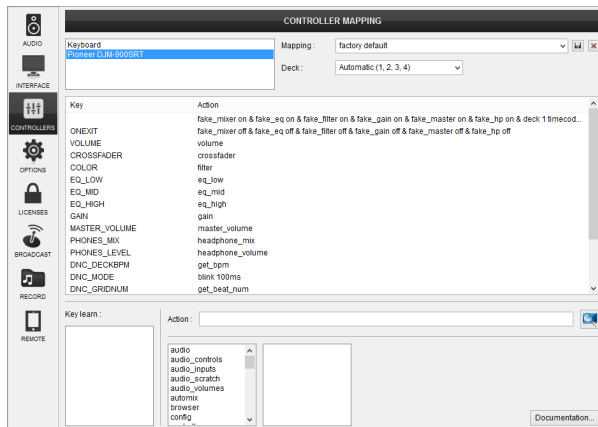 CONTROLLER MAPPING
AUDIO
INTERFACE
CONTROLLERS
OPTIONS
LICENSES
BROADCAST
RECORD
REMOTE
Keyboard
Pioneer DJM-900SRT
Mapping : factory default
Deck : Automatic (1, 2, 3, 4)
Key Action
fake_mixer on & fake_eq on & fake_filter on & fake_gain on & fake_master on & fake_hp on & deck 1 timecod...
ONEXIT fake_mixer off & fake_eq off & fake_filter off & fake_gain off & fake_master off & fake_hp off
VOLUME volume
CROSSFADER crossfader
COLOR filter
EQ_LOW eq_low
EQ_MID eq_mid
EQ_HIGH eq_high
GAIN gain
MASTER_VOLUME master_volume
PHONES_MIX headphone_mix
PHONES_LEVEL headphone_volume
DNC_DECKBPM get_bpm
DNC_MODE blink 100ms
DNC_GRIDNUM get_beat_num
Key learn :
Action :
audio
audio_controls
audio_inputs
audio_scratch
audio_volumes
automix
browser
config
Documentation...